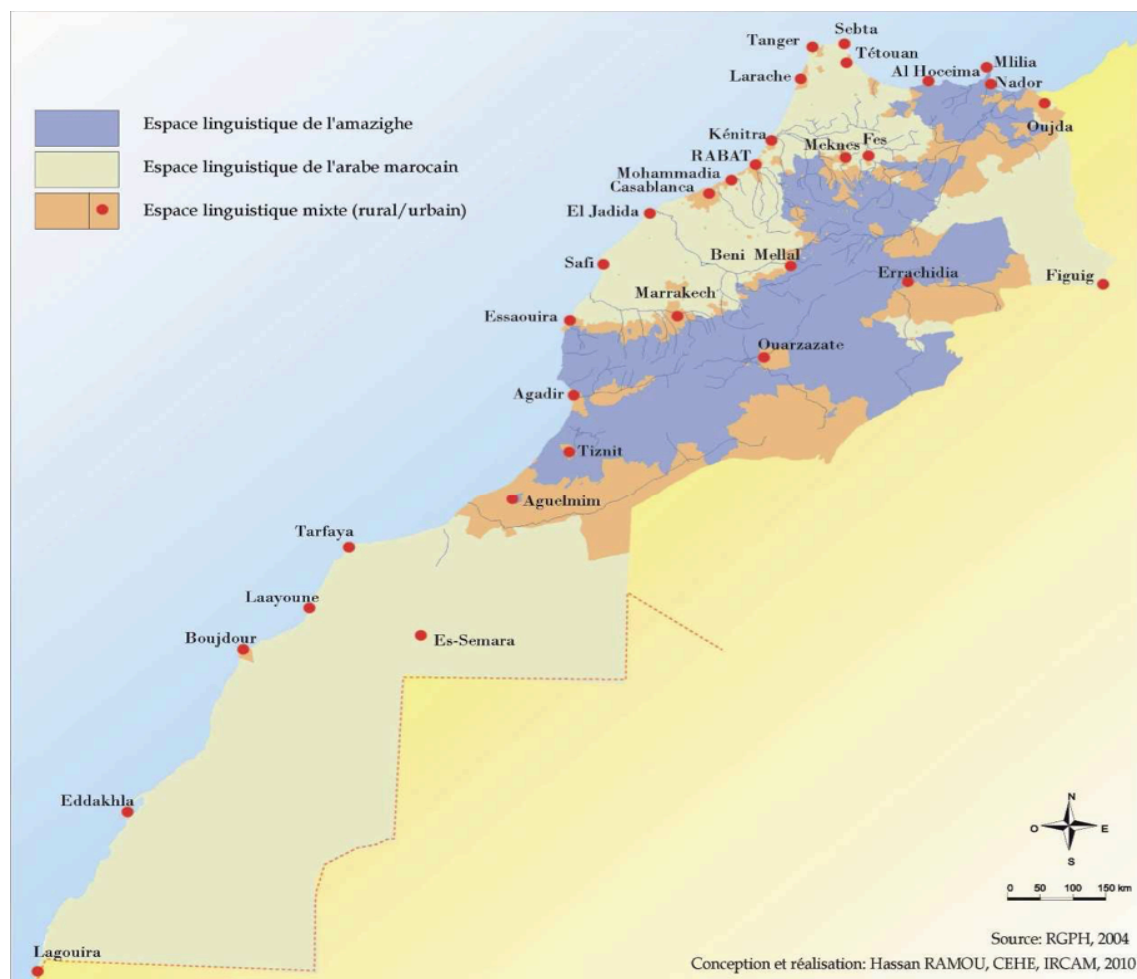 Sebta
Tanger
Tétouan
Mlilia
Al Hoceima
Larache
Nador
Oujda
Espace linguistique de l'amazighe
Espace linguistique de l'arabe marocain
Espace linguistique mixte (rural/urbain)
Kénitra
Fes
Meknes
RABAT
Mohammadia
Casablanca
El Jadida
Safi
Beni Mellal
Errachidia
Figuig
Marrakech
Essaouira
Ouarzazate
Agadir
Tiznit
Aguelmim
Tarfaya
Laayoune
Boujdour
Es-Semara
Eddakhla
N
O E
S
0 50 100 150 km
Lagouira
Source: RGPH, 2004
Conception et réalisation: Hassan RAMOU, CEHE, IRCAM, 2010